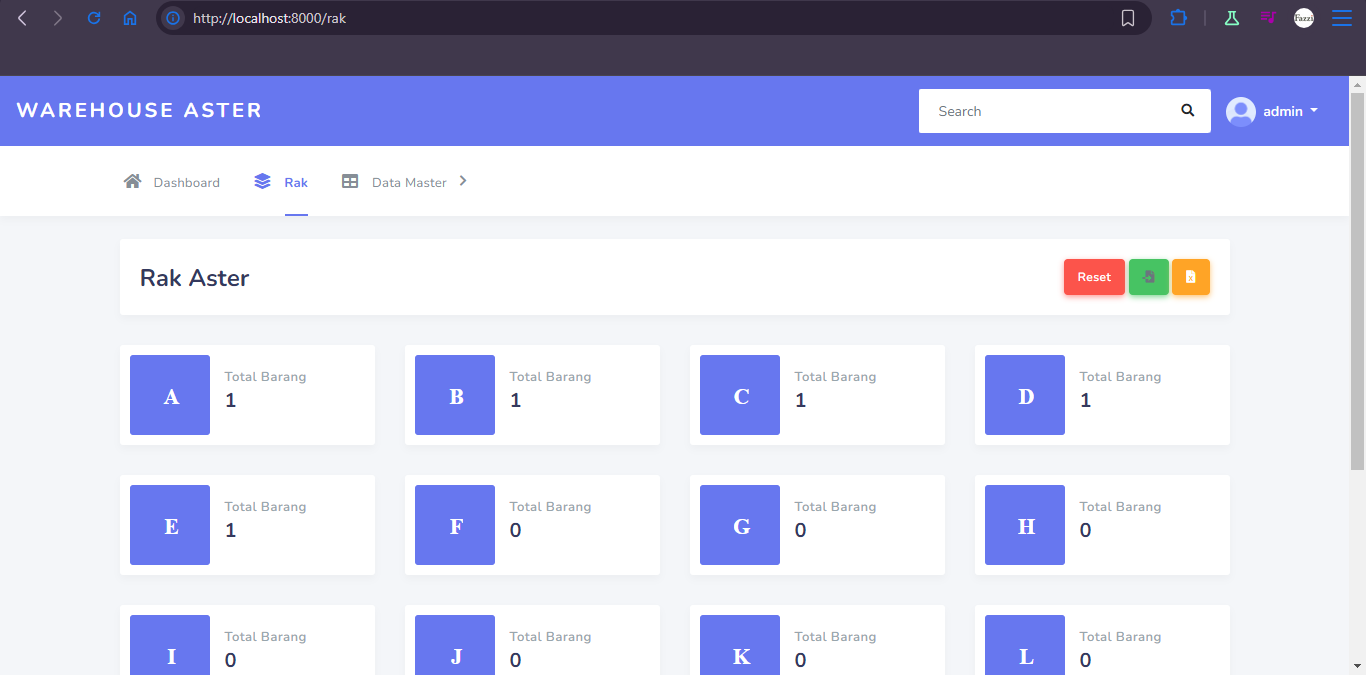 http://localhost:8000/rak
Fazzi
WAREHOUSE ASTER
Search
admin
Dashboard
Rak
Data Master
Rak Aster
Reset
A
Total Barang
1
B
Total Barang
1
C
Total Barang
1
D
Total Barang
1
E
Total Barang
1
F
Total Barang
0
G
Total Barang
0
H
Total Barang
0
I
Total Barang
0
J
Total Barang
0
K
Total Barang
0
L
Total Barang
0